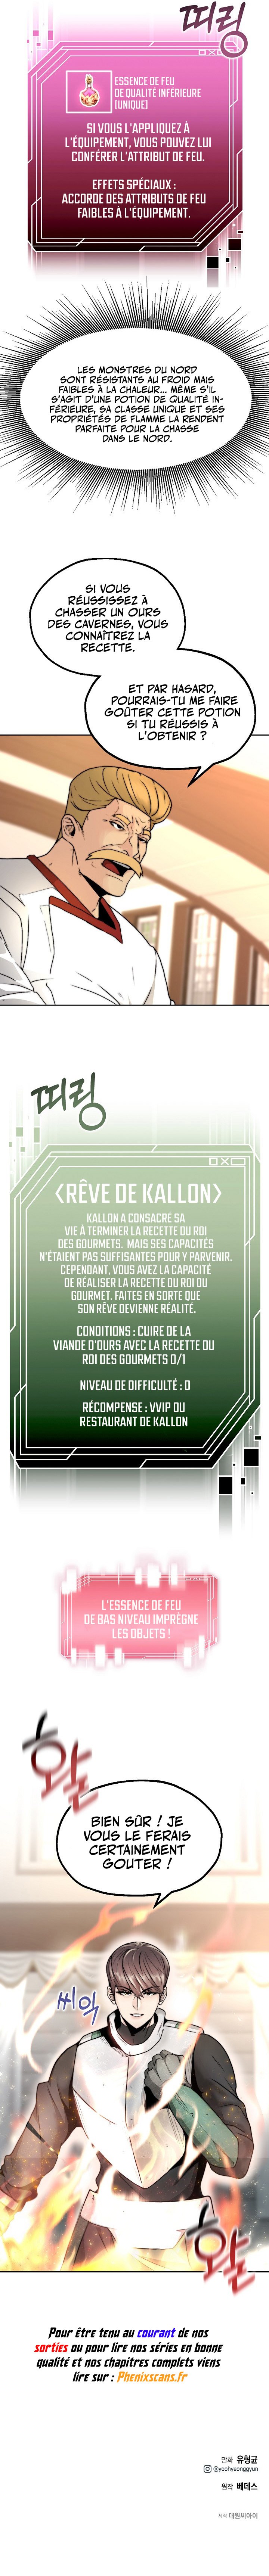 띠링
ESSENCE DE FEU
DE QUALITÉ INFÉRIEURE
[UNIQUE]
SI VOUS L'APPLIQUEZ À
L'ÉQUIPEMENT, VOUS POUVEZ LUI
CONFÉRER L'ATTRIBUT DE FEU.
EFFETS SPÉCIAUX :
ACCORDE DES ATTRIBUTS DE FEU
FAIBLES À L'ÉQUIPEMENT.
LES MONSTRES DU NORD
SONT RÉSISTANTS AU FROID MAIS
FAIBLES À LA CHALEUR... MÊME S'IL
S'AGIT D'UNE POTION DE QUALITÉ IN-
FÉRIEURE, SA CLASSE UNIQUE ET SES
PROPRIÉTÉS DE FLAMME LA RENDENT
PARFAITE POUR LA CHASSE
DANS LE NORD.
SI VOUS
RÉUSSISSEZ À
CHASSER UN OURS
DES CAVERNES, VOUS
CONNAÎTREZ LA
RECETTE.
ET PAR HASARD,
POURRAIS-TU ME FAIRE
GOÛTER CETTE POTION
SI TU RÉUSSIS À
L'OBTENIR ?
띠링
<RÊVE DE KALLON>
KALLON A CONSACRÉ SA
VIE À TERMINER LA RECETTE DU ROI
DES GOURMETS. MAIS SES CAPACITÉS
N'ÉTAIENT PAS SUFFISANTES POUR Y PARVENIR.
CEPENDANT, VOUS AVEZ LA CAPACITÉ
DE RÉALISER LA RECETTE DU ROI DU
GOURMET. FAITES EN SORTE QUE
SON RÊVE DEVIENNE RÉALITÉ.
CONDITIONS : CUIRE DE LA
VIANDE D'OURS AVEC LA RECETTE DU
ROI DES GOURMETS 0/1
NIVEAU DE DIFFICULTÉ : D
RÉCOMPENSE : VVIP OU
RESTAURANT DE KALLON
L'ESSENCE DE FEU
DE BAS NIVEAU IMPRÈGNE
LES OBJETS !
화르
BIEN SÛR ! JE
VOUS LE FERAIS
CERTAINEMENT
GOUTER !
씨익
화르
Pour être tenu au courant de nos
sorties ou pour lire nos séries en bonne
qualité et nos chapitres complets viens
lire sur : Phenixscans.fr
만화 유형균
@yoohyeonggyun
원작 베데스
제작 대원씨아이